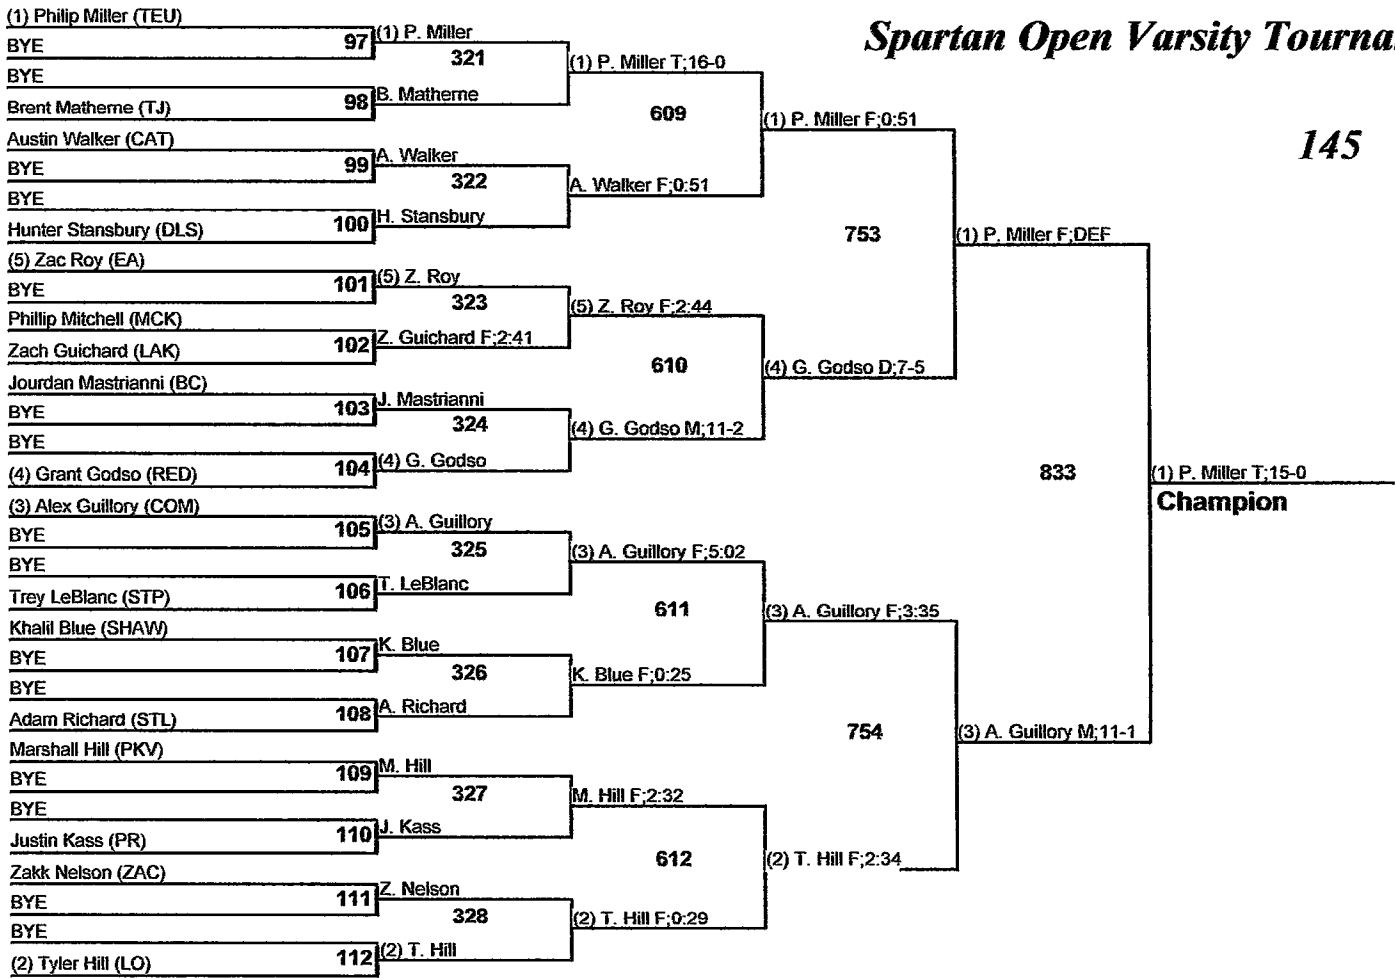 Spartan Open Varsity Tourna
145
(1) Philip Miller (TEU)
BYE
97
BYE
Brent Matherne (TJ)
98
Austin Walker (CAT)
BYE
99
BYE
Hunter Stansbury (DLS)
100
(5) Zac Roy (EA)
BYE
101
Phillip Mitchell (MCK)
Zach Guichard (LAK)
102
Jourdan Mastrianni (BC)
BYE
103
BYE
(4) Grant Godso (RED)
104
(3) Alex Guillory (COM)
BYE
105
BYE
Trey LeBlanc (STP)
106
Khalil Blue (SHAW)
BYE
107
BYE
Adam Richard (STL)
108
Marshall Hill (PKV)
BYE
109
BYE
Justin Kass (PR)
110
Zakk Nelson (ZAC)
BYE
111
BYE
(2) Tyler Hill (LO)
112
(1) P. Miller
321
B. Matherne
A. Walker
322
H. Stansbury
(5) Z. Roy
323
Z. Guichard F;2:41
J. Mastrianni
324
(4) G. Godso
(3) A. Guillory
325
T. LeBlanc
K. Blue
326
A. Richard
M. Hill
327
J. Kass
Z. Nelson
328
(2) T. Hill
(1) P. Miller T;16-0
609
A. Walker F;0:51
(5) Z. Roy F;2:44
610
(4) G. Godso M;11-2
(3) A. Guillory F;5:02
611
K. Blue F;0:25
M. Hill F;2:32
612
(2) T. Hill F;0:29
(1) P. Miller F;0:51
753
(4) G. Godso D;7-5
(3) A. Guillory F;3:35
754
(2) T. Hill F;2:34
(1) P. Miller F;DEF
833
(3) A. Guillory M;11-1
(1) P. Miller T;15-0
Champion